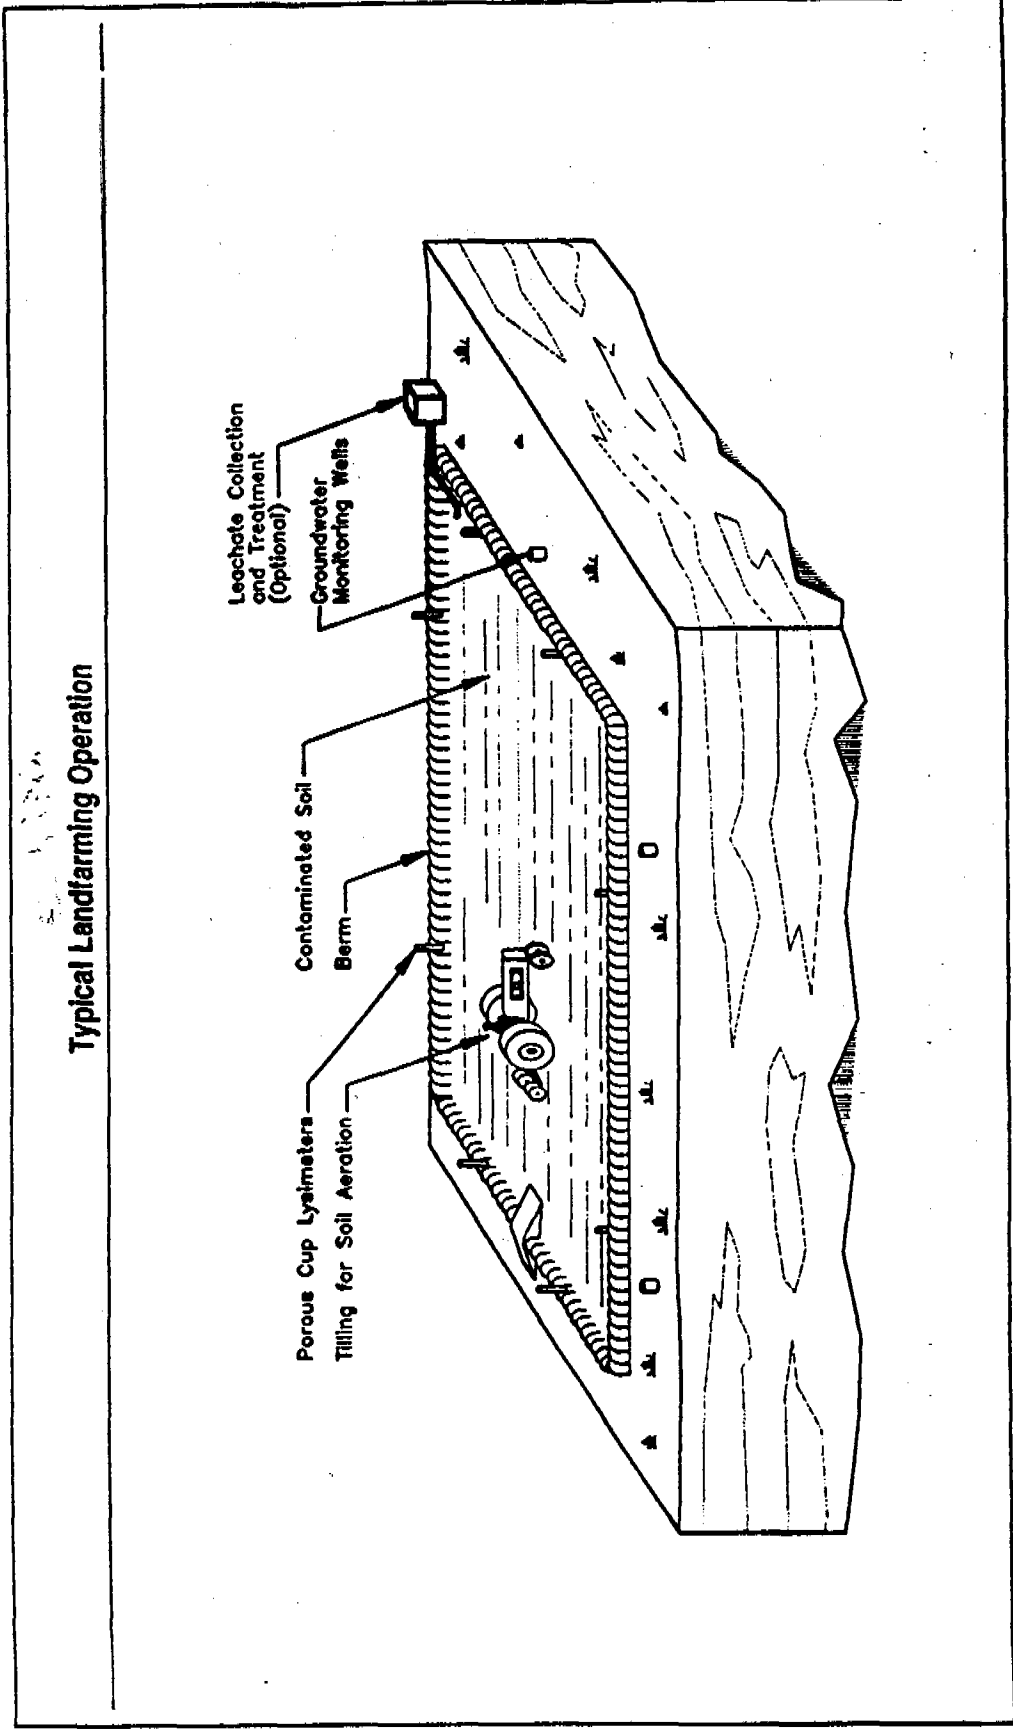 Typical Landfarming Operation
Porous Cup Lysimeters
Tilling for Soil Aeration
Contaminated Soil
Berm
Leachate Collection
and Treatment
(Optional)
Groundwater
Monitoring Wells